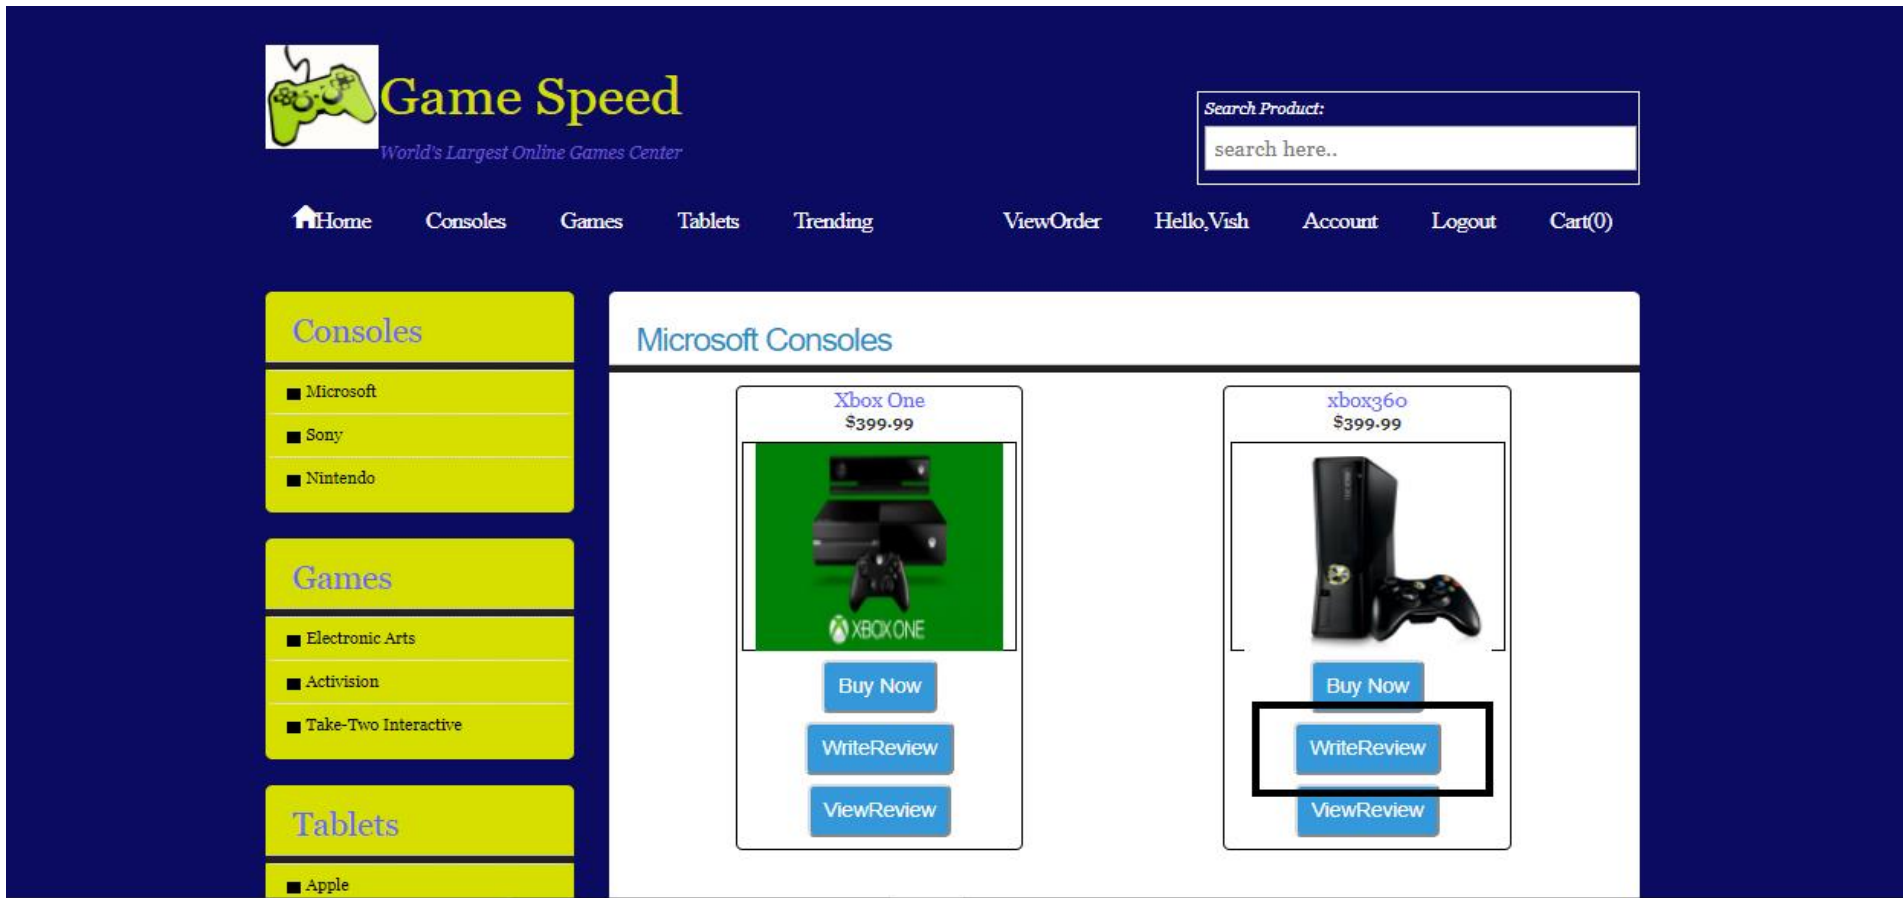 Game Speed
World's Largest Online Games Center
Search Product:
search here..
Home Consoles Games Tablets Trending ViewOrder Hello,Vish Account Logout Cart(0)
Consoles
Microsoft
Sony
Nintendo
Games
Electronic Arts
Activision
Take-Two Interactive
Tablets
Apple
Microsoft Consoles
Xbox One
$399.99
XBOX ONE
Buy Now
WriteReview
ViewReview
xbox360
$399.99
Buy Now
WriteReview
ViewReview